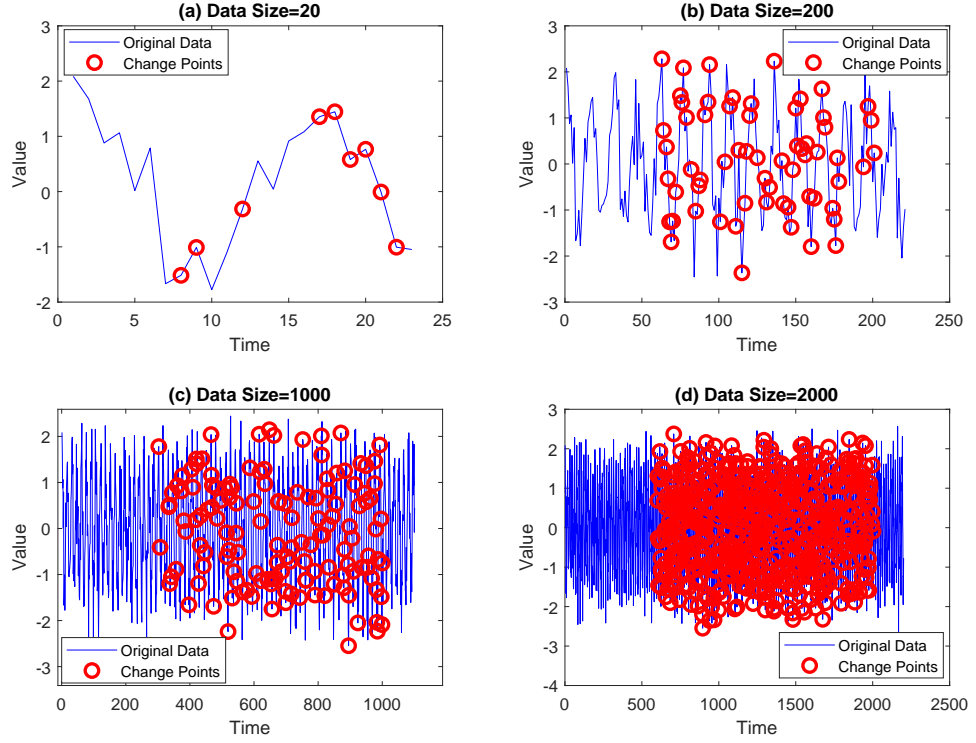 (a) Data Size=20
3
2
1
0
-1
-2
Value
0
5
10
15
20
25
Time
Original Data
Change Points
(b) Data Size=200
3
2
1
0
-1
-2
-3
Value
0
50
100
150
200
250
Time
Original Data
Change Points
(c) Data Size=1000
2
1
0
-1
-2
-3
Value
0
200
400
600
800
1000
Time
Original Data
Change Points
(d) Data Size=2000
3
2
1
0
-1
-2
-3
-4
Value
0
500
1000
1500
2000
2500
Time
Original Data
Change Points